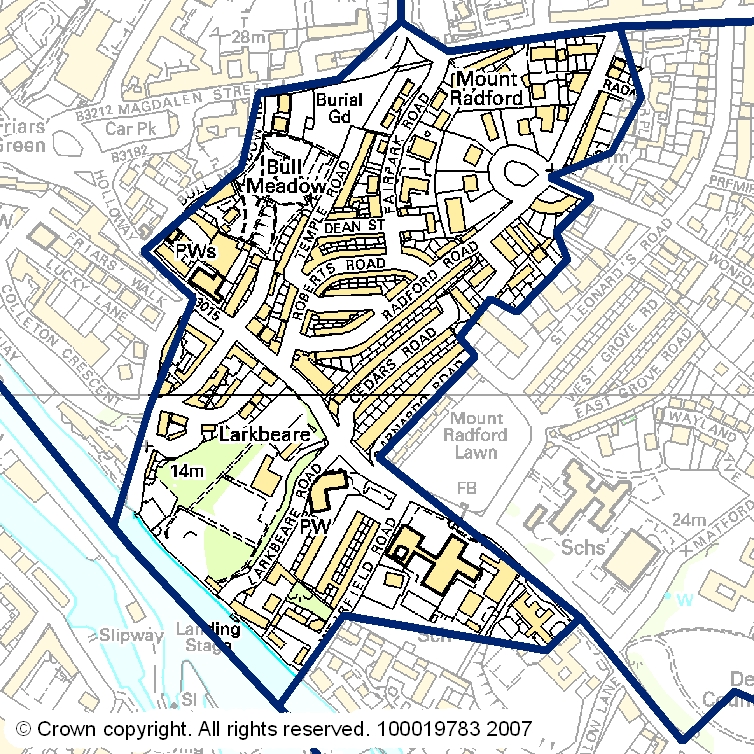 28m
T
B3212 MAGDALEN STREET
Mount
Radford
Burial
Gd
Car Pk
B3182
HOLLOWAY
Bull
Meadow
FAIRPARK ROAD
TEMPLE ROAD
DEAN ST
PWs
FRIARS' WALK
LUCKY LANE
COLLETON CRESCENT
3015
ROBERTS ROAD
RADFORD ROAD
CEDARS ROAD
ST LEONARD'S ROAD
WEST GROVE RD
EAST GROVE ROAD
WAYLAND
Larkbeare
14m
Mount
Radford
Lawn
FB
LARKBEARE ROAD
PW
Schs
24m
MATFORD
W
Slipway
Landing
Stage
Sch
© Crown copyright. All rights reserved. 100019783 2007